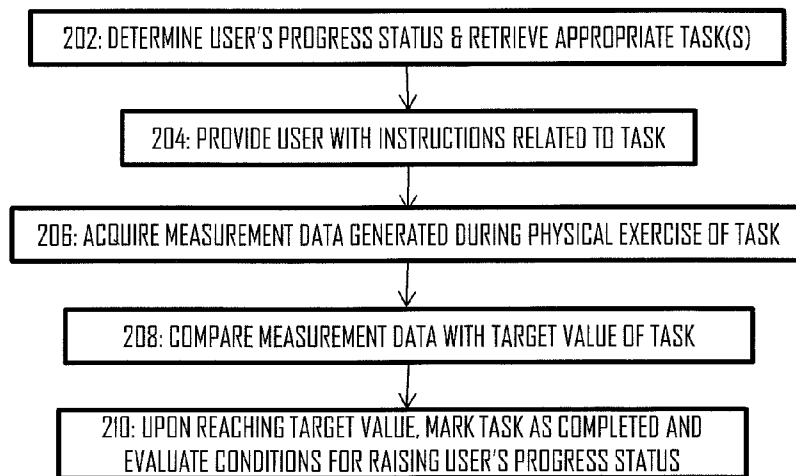 202: DETERMINE USER'S PROGRESS STATUS & RETRIEVE APPROPRIATE TASK(S)
204: PROVIDE USER WITH INSTRUCTIONS RELATED TO TASK
206: ACQUIRE MEASUREMENT DATA GENERATED DURING PHYSICAL EXERCISE OF TASK
208: COMPARE MEASUREMENT DATA WITH TARGET VALUE OF TASK
210: UPON REACHING TARGET VALUE, MARK TASK AS COMPLETED AND
EVALUATE CONDITIONS FOR RAISING USER'S PROGRESS STATUS